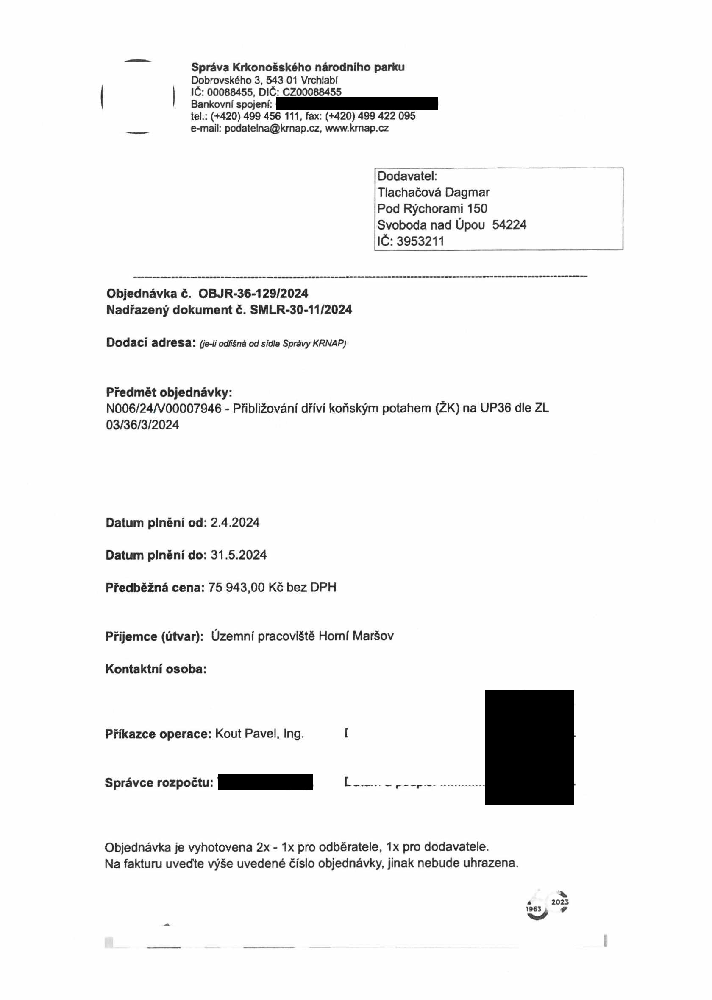 Správa Krkonošského národního parku
Dobrovského 3, 543 01 Vrchlabí
IČ: 00088455, DIČ: CZ00088455
Bankovní spojení:
tel.: (+420) 499 456 111, fax: (+420) 499 422 095
e-mail: podatelna@krnap.cz, www.krnap.cz
Dodavatel:
Tlachačová Dagmar
Pod Rýchorami 150
Svoboda nad Úpou 54224
IČ: 3953211
Objednávka č. OBJR-36-129/2024
Nadřazený dokument č. SMLR-30-11/2024
Dodací adresa: (je-li odlišná od sídla Správy KRNAP)
Předmět objednávky:
N006/24/V00007946 - Přibližování dříví koňským potahem (ŽK) na UP36 dle ZL
03/36/3/2024
Datum plnění od: 2.4.2024
Datum plnění do: 31.5.2024
Předběžná cena: 75 943,00 Kč bez DPH
Příjemce (útvar): Územní pracoviště Horní Maršov
Kontaktní osoba:
Příkazce operace: Kout Pavel, Ing.
Správce rozpočtu:
Objednávka je vyhotovena 2x - 1x pro odběratele, 1x pro dodavatele.
Na fakturu uveďte výše uvedené číslo objednávky, jinak nebude uhrazena.
1963 2023